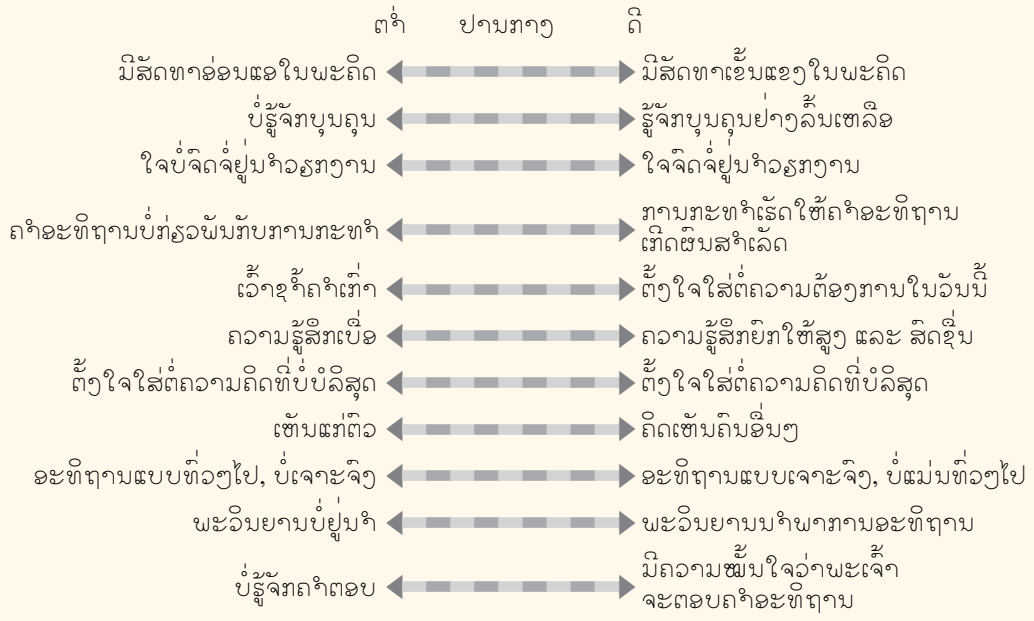 ຕ່ຳ ປານກາງ ດີ
ມີສັດທາອ່ອນແອໃນພະຄິດ ມີສັດທາເຂັ້ມແຂງໃນພະຄິດ
ບໍ່ຮູ້ຈັກບຸນຄຸນ ຮູ້ຈັກບຸນຄຸນຢ່າງລົ້ນເຫລືອ
ໃຈບໍ່ຈົດຈໍ່ຢູ່ນຳວຽກງານ ໃຈຈົດຈໍ່ຢູ່ນຳວຽກງານ
ຄຳອະທິຖານບໍ່ກ່ຽວພັນກັບການກະທຳ ການກະທຳເຮັດໃຫ້ຄຳອະທິຖານ
ເກີດຜົນສຳເລັດ
ເວົ້າຊ້ຳຄຳເກົ່າ ຕັ້ງໃຈໃສ່ຕໍ່ຄວາມຕ້ອງການໃນວັນນີ້
ຄວາມຮູ້ສຶກເບື່ອ ຄວາມຮູ້ສຶກຍົກໃຫ້ສູງ ແລະ ສົດຊື່ນ
ຕັ້ງໃຈໃສ່ຕໍ່ຄວາມຄິດທີ່ບໍ່ບໍລິສຸດ ຕັ້ງໃຈໃສ່ຕໍ່ຄວາມຄິດທີ່ບໍລິສຸດ
ເຫັນແກ່ຕົວ ຄິດເຫັນຄົນອື່ນໆ
ອະທິຖານແບບທົ່ວໆໄປ, ບໍ່ເຈາະຈົງ ອະທິຖານແບບເຈາະຈົງ, ບໍ່ແມ່ນທົ່ວໆໄປ
ພະວິນຍານບໍ່ຢູ່ນຳ ພະວິນຍານນຳພາການອະທິຖານ
ບໍ່ຮູ້ຈັກຄຳຕອບ ມີຄວາມໝັ້ນໃຈວ່າພະເຈົ້າ
ຈະຕອບຄຳອະທິຖານ